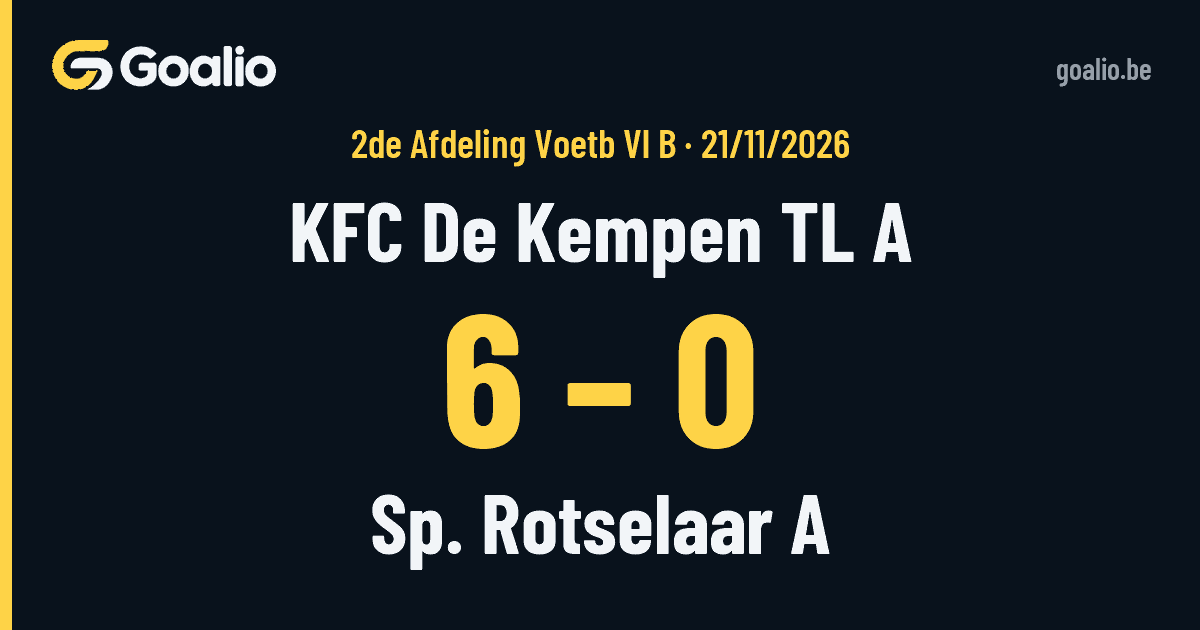 Goalio
goalio.be
2de Afdeling Voetb Vl B · 21/11/2026
KFC De Kempen TL A
6 – 0
Sp. Rotselaar A